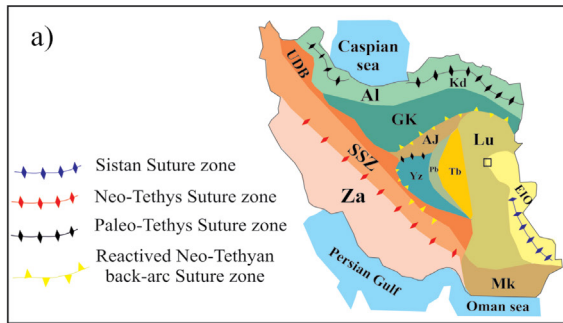 a)
Caspian
sea
UDB
Al
Kd
GK
AJ
Lu
SSZ
Yz
Pb
Tb
EIO
Za
Mk
Persian Gulf
Oman sea
Sistan Suture zone
Neo-Tethys Suture zone
Paleo-Tethys Suture zone
Reactived Neo-Tethyan
back-arc Suture zone